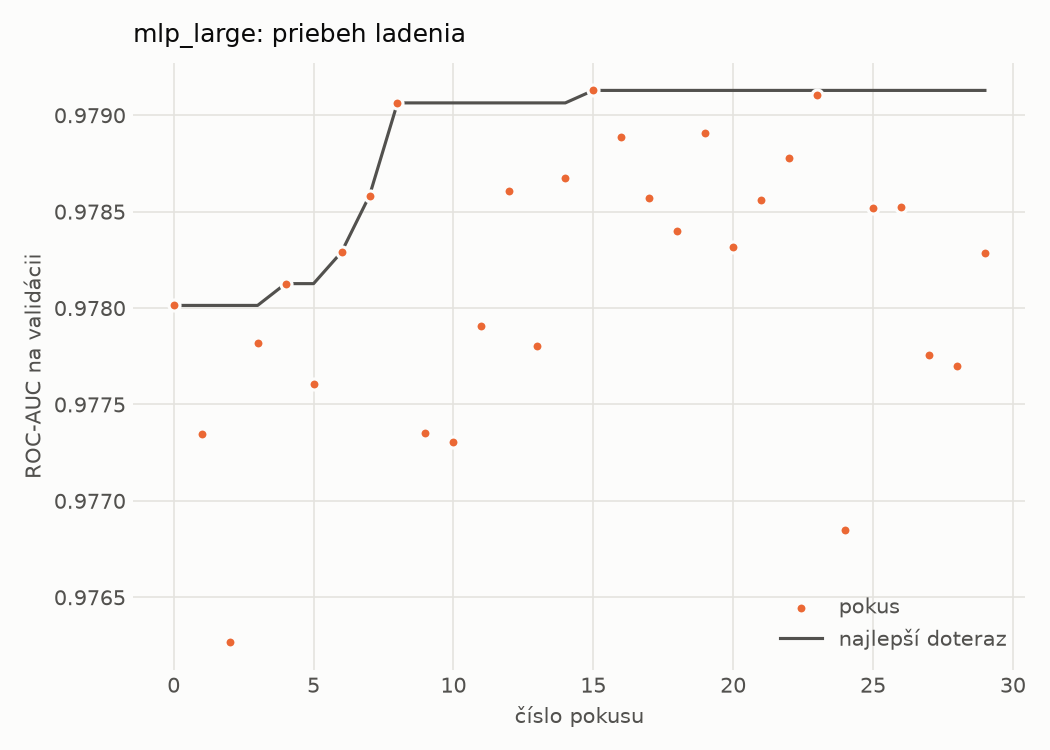 mlp_large: priebeh ladenia
ROC-AUC na validácii
0.9790
0.9785
0.9780
0.9775
0.9770
0.9765
0 5 10 15 20 25 30
číslo pokusu
pokus
najlepší doteraz